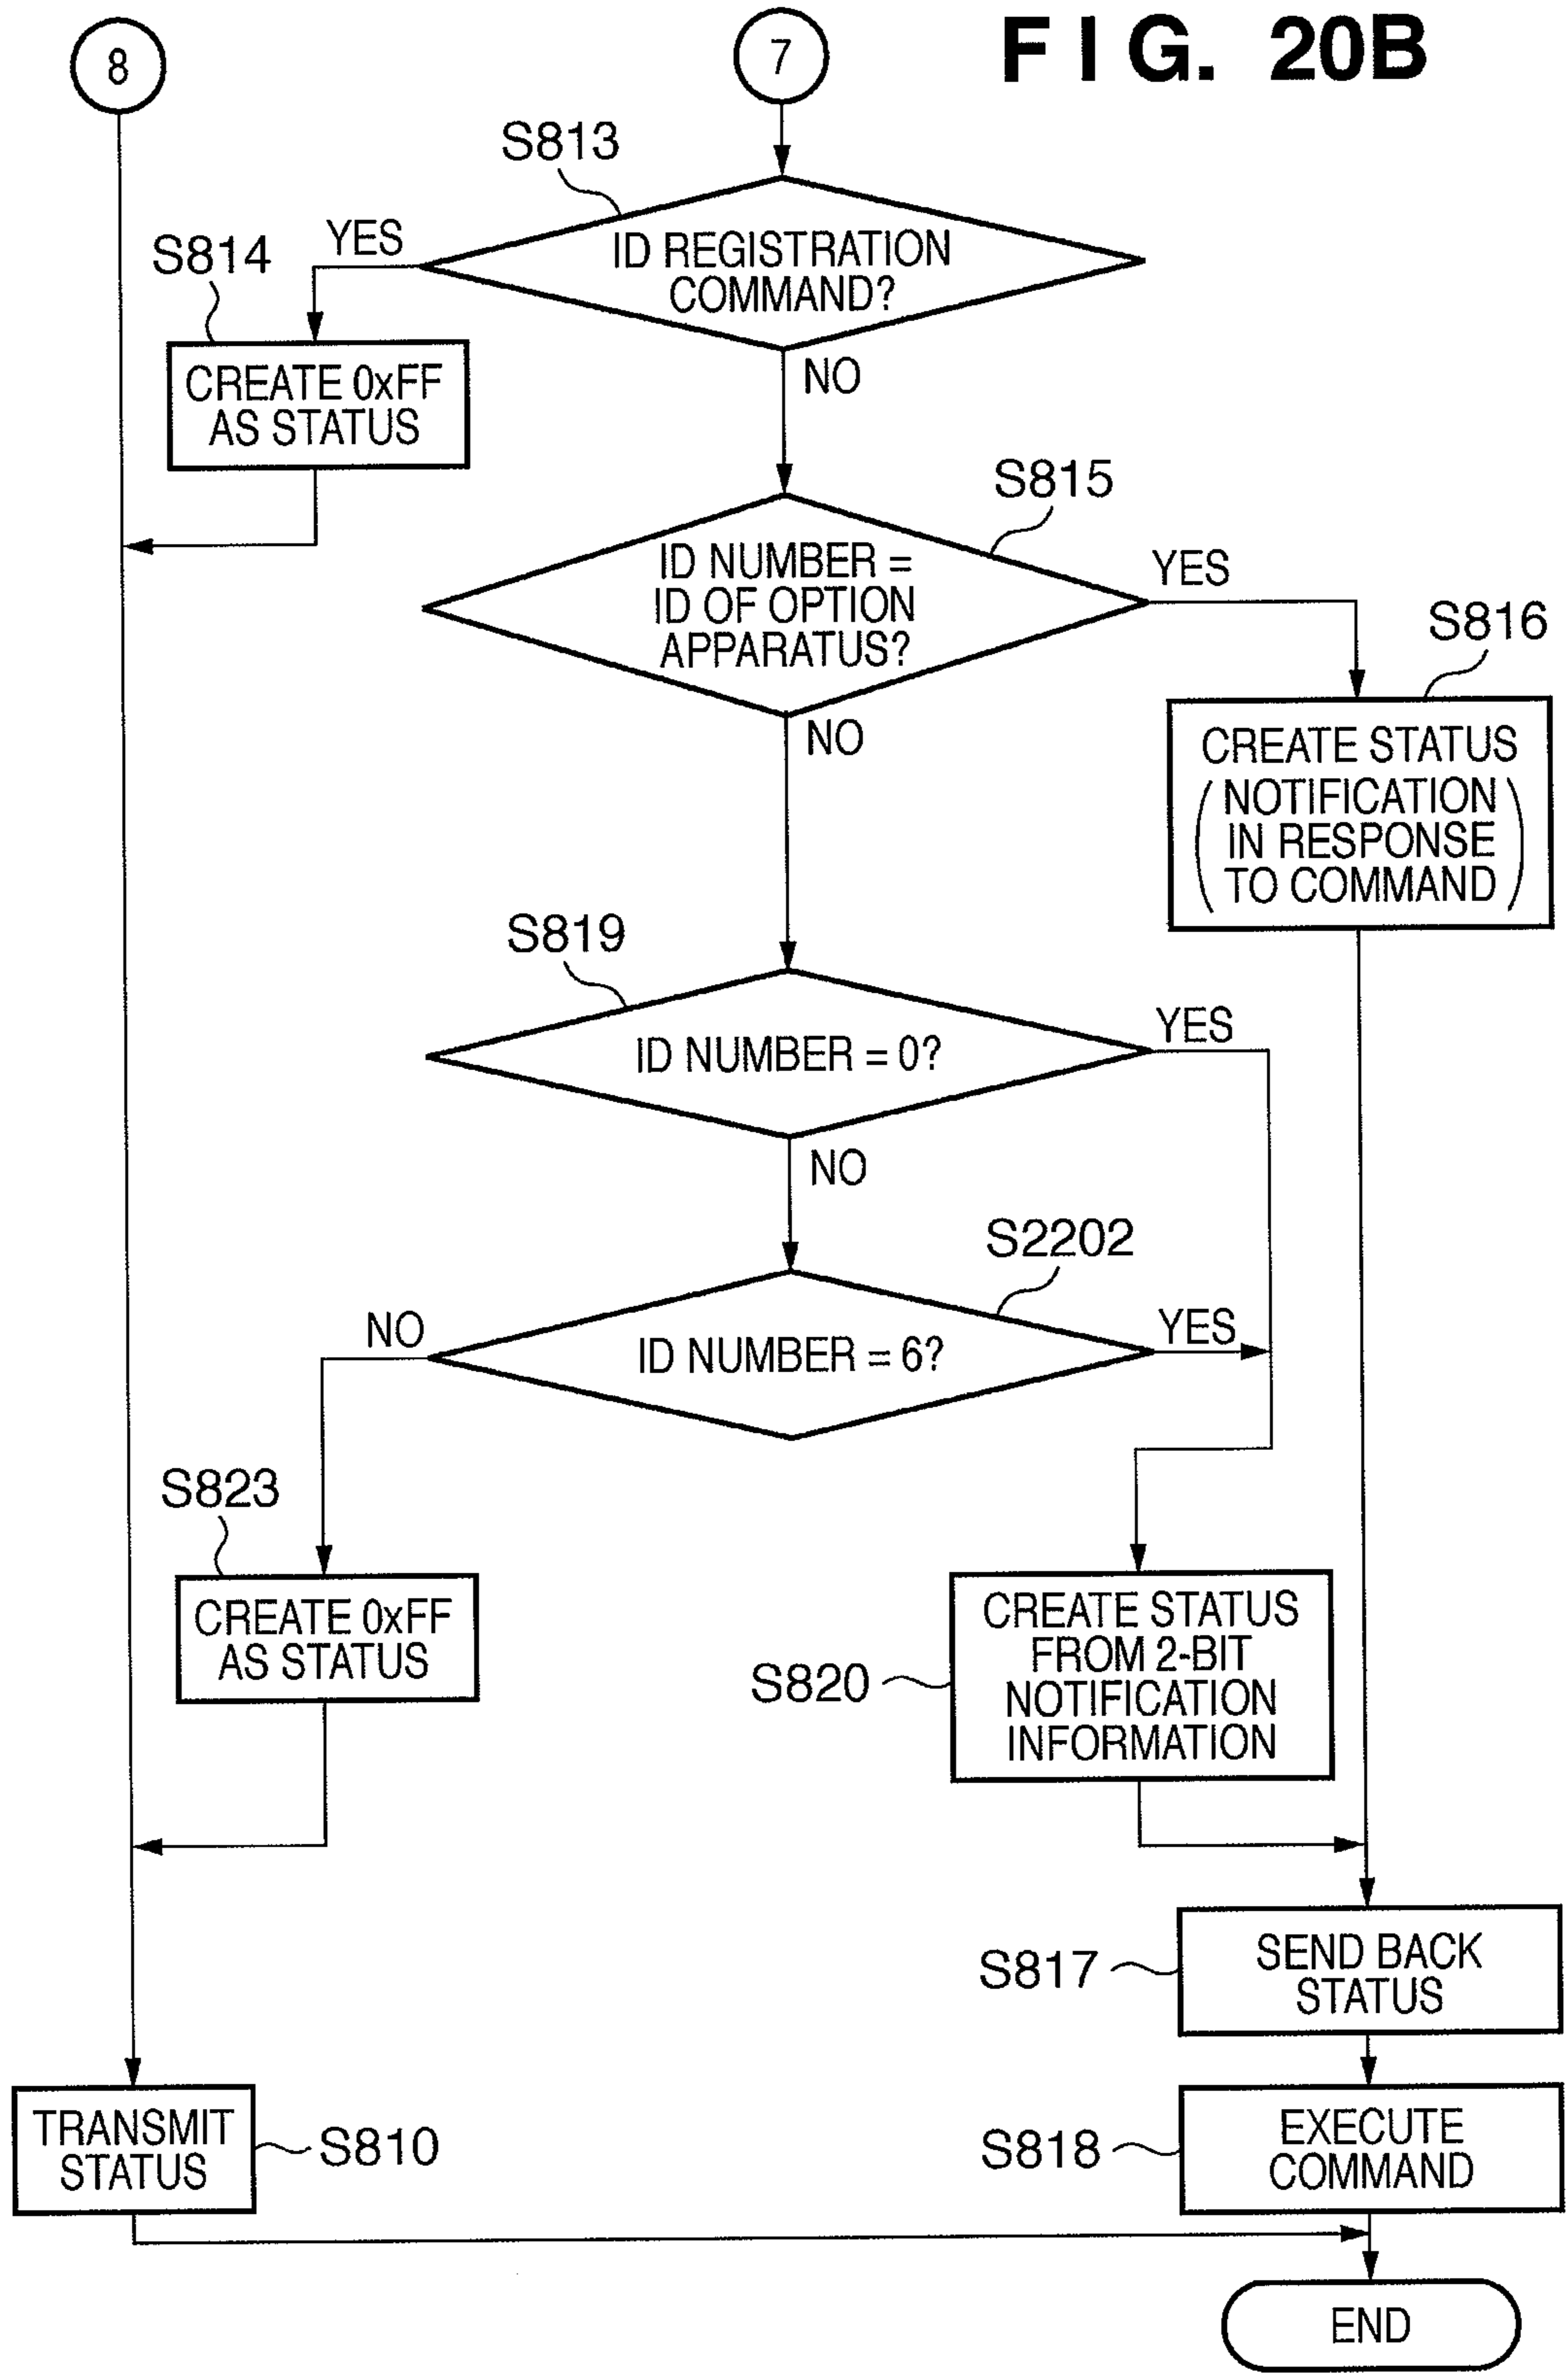 FIG. 20B
8
7
S813
YES
ID REGISTRATION
COMMAND?
S814
CREATE 0xFF
AS STATUS
NO
S815
ID NUMBER =
ID OF OPTION
APPARATUS?
YES
S816
NO
CREATE STATUS
NOTIFICATION
IN RESPONSE
TO COMMAND
S819
ID NUMBER = 0?
YES
NO
S2202
NO
ID NUMBER = 6?
YES
S823
CREATE 0xFF
AS STATUS
S820
CREATE STATUS
FROM 2-BIT
NOTIFICATION
INFORMATION
S817
SEND BACK
STATUS
TRANSMIT
STATUS
S810
S818
EXECUTE
COMMAND
END